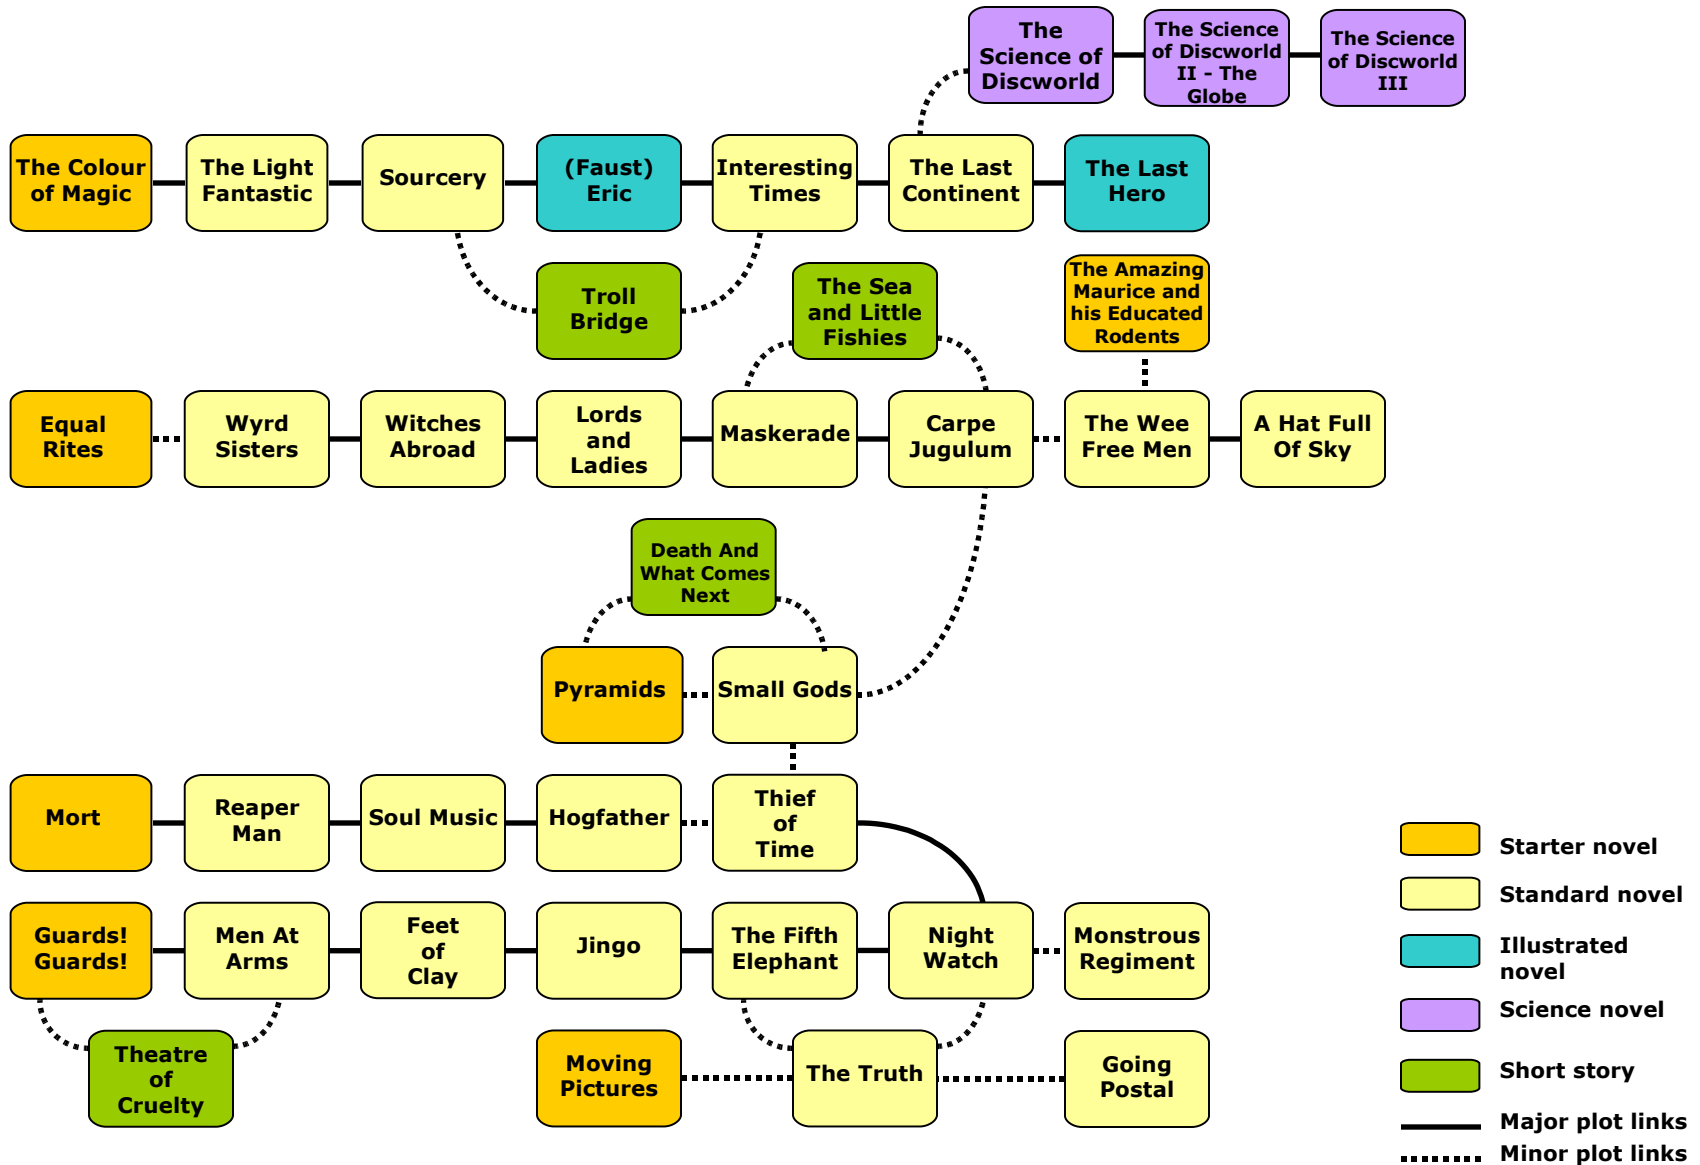 The
Science of
Discworld
The Science
of Discworld
II - The
Globe
The Science
of Discworld
III
The Colour
of Magic
The Light
Fantastic
Sourcery
(Faust)
Eric
Interesting
Times
The Last
Continent
The Last
Hero
Troll
Bridge
The Sea
and Little
Fishies
The Amazing
Maurice and
his Educated
Rodents
Equal
Rites
Wyrd
Sisters
Witches
Abroad
Lords
and
Ladies
Maskerade
Carpe
Jugulum
The Wee
Free Men
A Hat Full
Of Sky
Death And
What Comes
Next
Pyramids
Small Gods
Mort
Reaper
Man
Soul Music
Hogfather
Thief
of
Time
Guards!
Guards!
Men At
Arms
Feet
of
Clay
Jingo
The Fifth
Elephant
Night
Watch
Monstrous
Regiment
Theatre
of
Cruelty
Moving
Pictures
The Truth
Going
Postal
Starter novel
Standard novel
Illustrated
novel
Science novel
Short story
Major plot links
Minor plot links